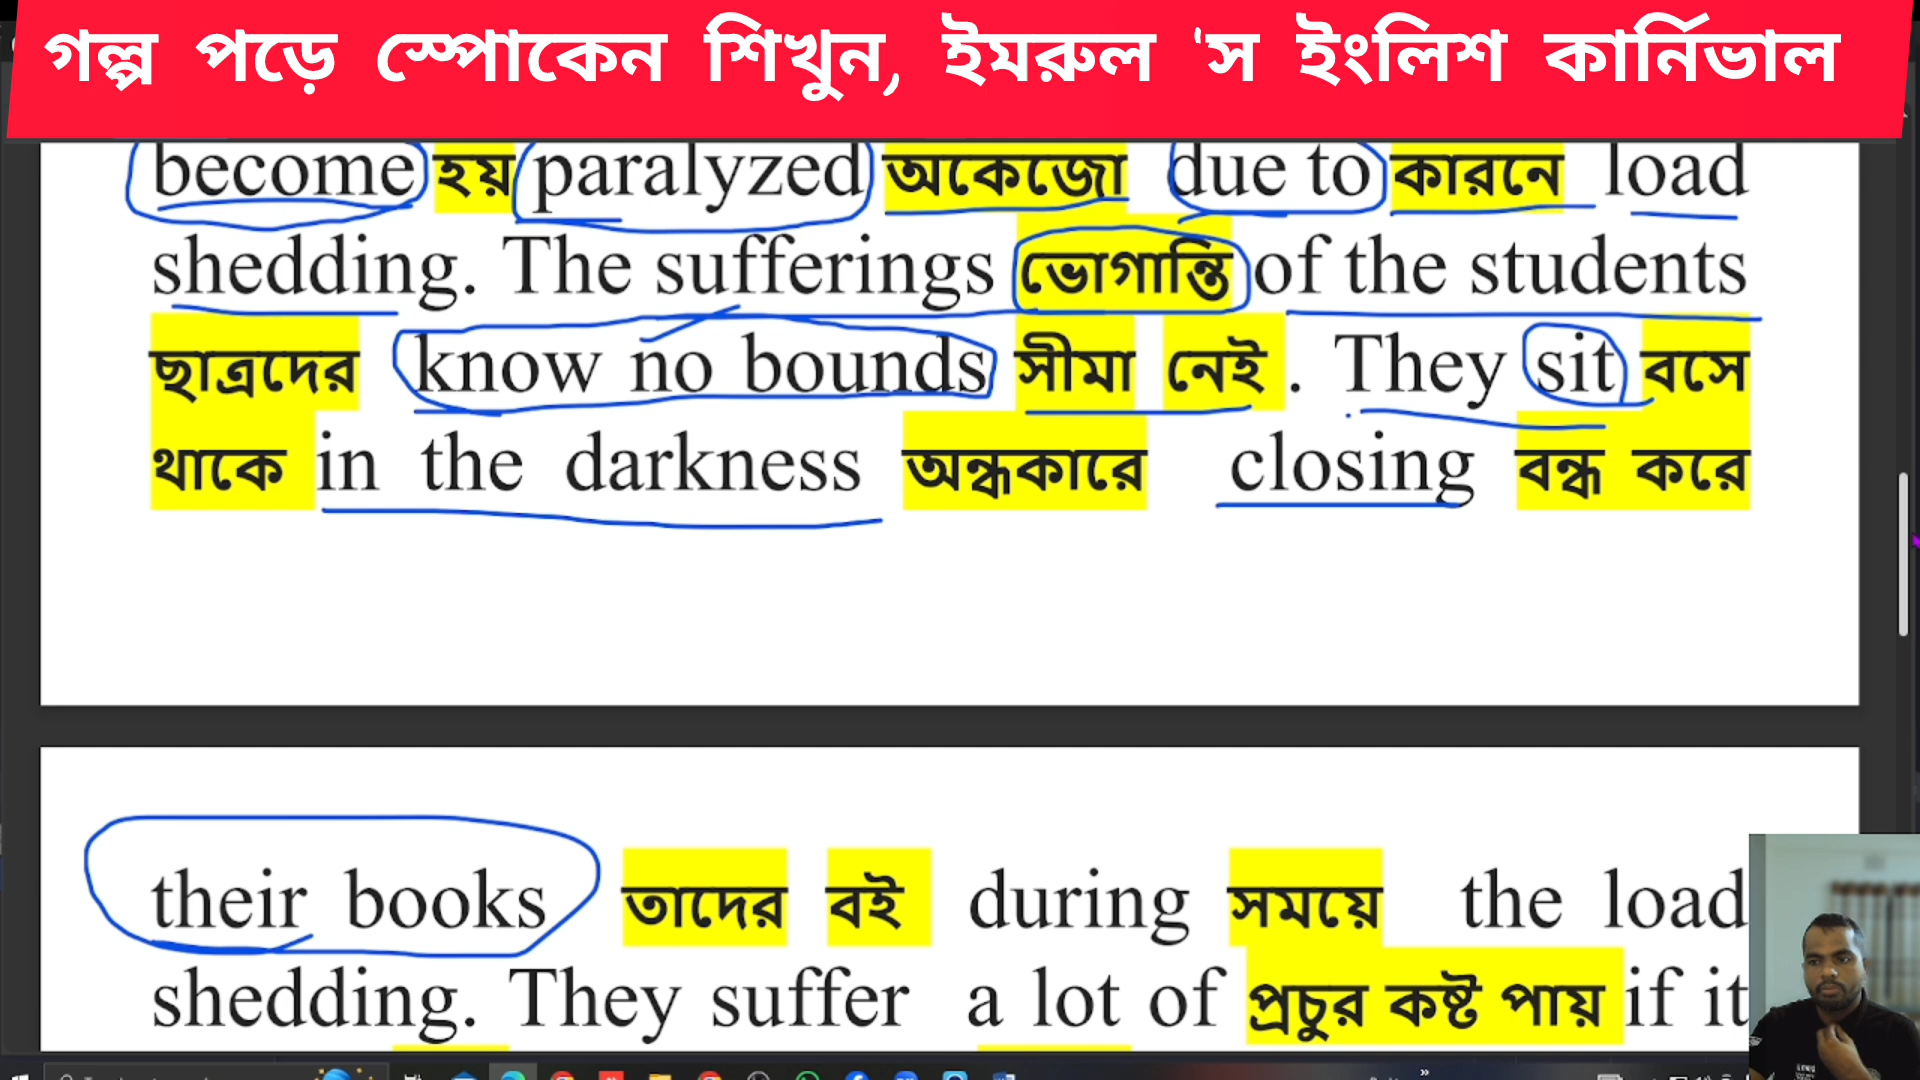 গল্প পড়ে স্পোকেন শিখুন, ইমরুল 'স ইংলিশ কার্নিভাল
become হয় paralyzed অকেজো due to কারনে load
shedding. The sufferings ভোগান্তি of the students
ছাত্রদের know no bounds সীমা নেই . They sit বসে
থাকে in the darkness অন্ধকারে closing বন্ধ করে
their books তাদের বই during সময়ে the load
shedding. They suffer a lot of প্রচুর কষ্ট পায় if it